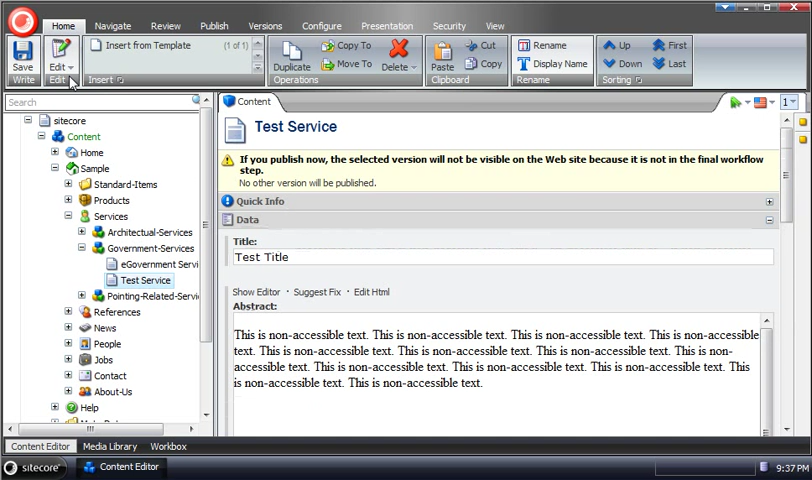 Home Navigate Review Publish Versions Configure Presentation Security View
Save Edit Insert from Template (1 of 1) Duplicate Copy To Move To Delete Paste Cut Copy Rename Display Name Up Down First Last
Write Edit Insert Operations Clipboard Rename Sorting
Search
Content
1
sitecore
Content
Home
Sample
Standard-Items
Products
Services
Architectual-Services
Government-Services
eGovernment Servi
Test Service
Pointing-Related-Servi
References
News
People
Jobs
Contact
About-Us
Help
Test Service
If you publish now, the selected version will not be visible on the Web site because it is not in the final workflow
step.
No other version will be published.
Quick Info
Data
Title:
Test Title
Show Editor · Suggest Fix · Edit Html
Abstract:
This is non-accessible text. This is non-accessible text. This is non-accessible text. This is non-accessible
text. This is non-accessible text. This is non-accessible text. This is non-accessible text. This is non-
accessible text. This is non-accessible text. This is non-accessible text. This is non-accessible text. This
is non-accessible text. This is non-accessible text.
Content Editor Media Library Workbox
sitecore Content Editor 9:37 PM